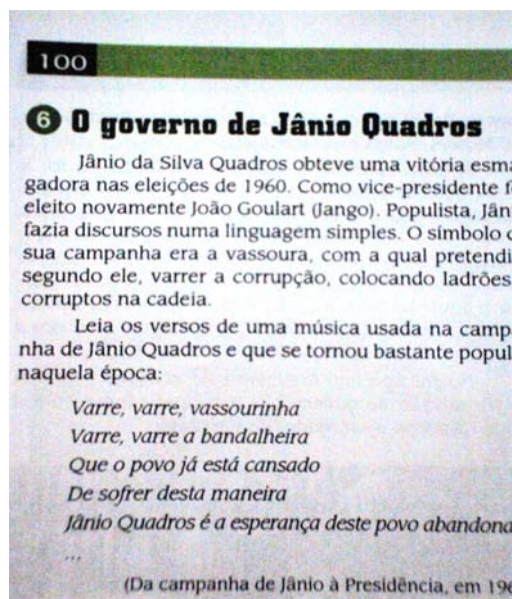 100
6 O governo de Jânio Quadros
Jânio da Silva Quadros obteve uma vitória esma
gadora nas eleições de 1960. Como vice-presidente f
eleito novamente João Goulart (Jango). Populista, Jân
fazia discursos numa linguagem simples. O símbolo
sua campanha era a vassoura, com a qual pretendi
segundo ele, varrer a corrupção, colocando ladrões
corruptos na cadeia.
Leia os versos de uma música usada na campa
nha de Jânio Quadros e que se tornou bastante popul
naquela época:
Varre, varre, vassourinha
Varre, varre a bandalheira
Que o povo já está cansado
De sofrer desta maneira
Jânio Quadros é a esperança deste povo abandona
...
(Da campanha de Jânio à Presidência, em 196